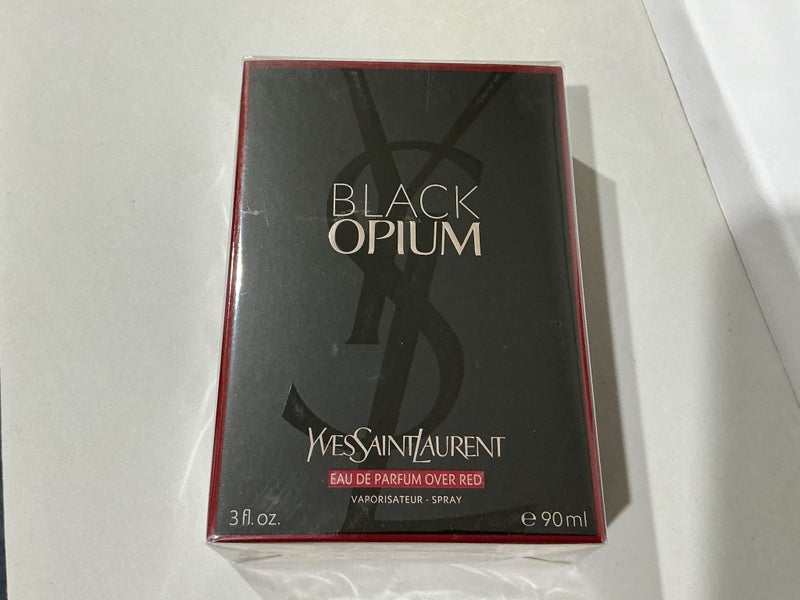 BLACK
OPIUM
YVESSAINTLAURENT
EAU DE PARFUM OVER RED
VAPORISATEUR - SPRAY
3 fl. oz. e 90 ml